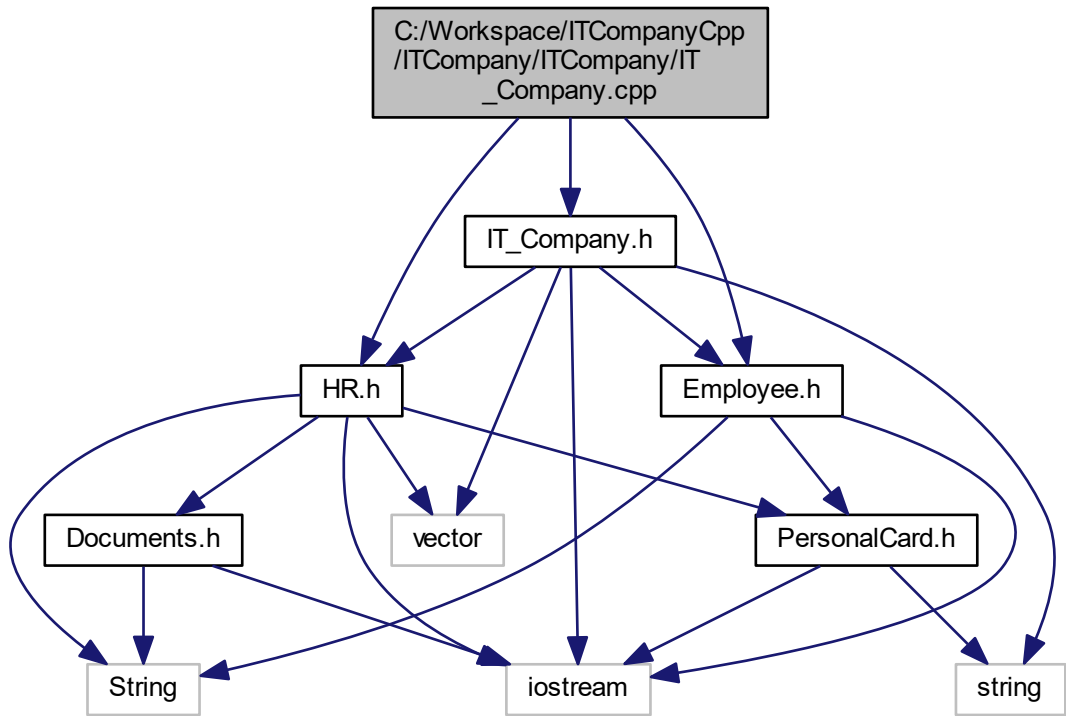 C:/Workspace/ITCompanyCpp
/ITCompany/ITCompany/IT
_Company.cpp
IT_Company.h
HR.h
Employee.h
Documents.h
vector
PersonalCard.h
String
iostream
string